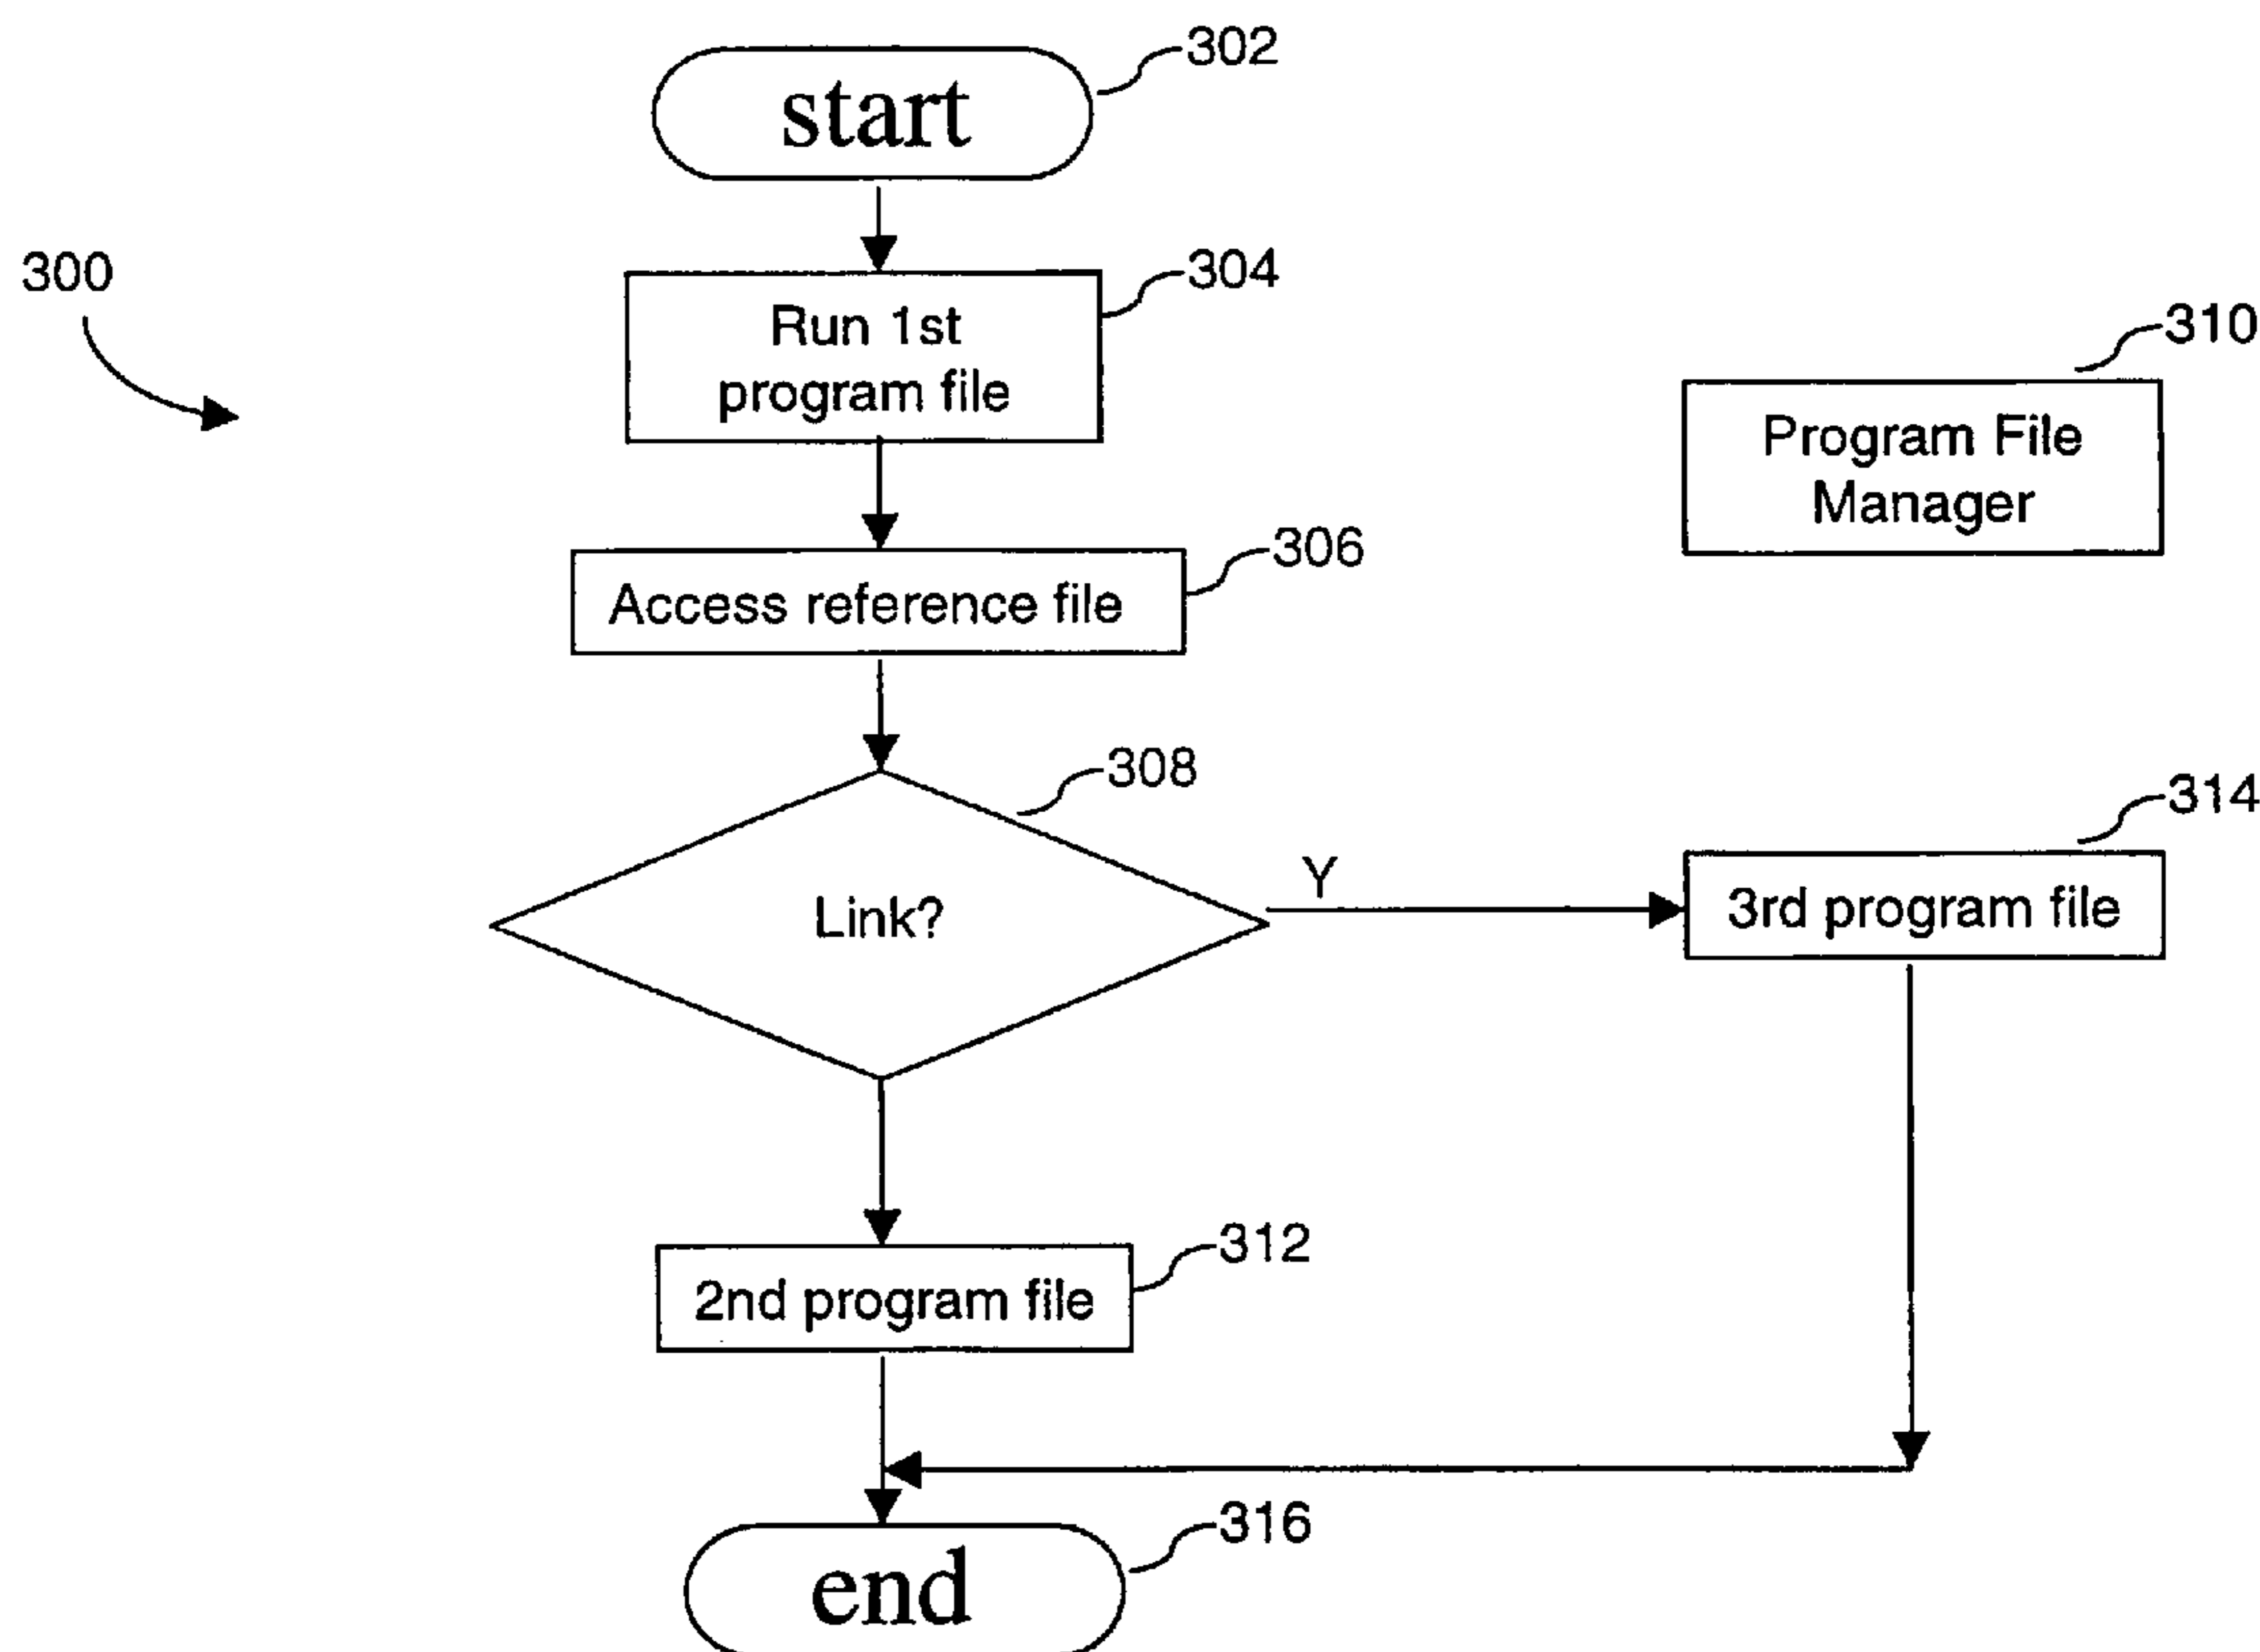 302
start
300
304
Run 1st
program file
310
Program File
Manager
306
Access reference file
308
Link?
Y
314
3rd program file
312
2nd program file
316
end